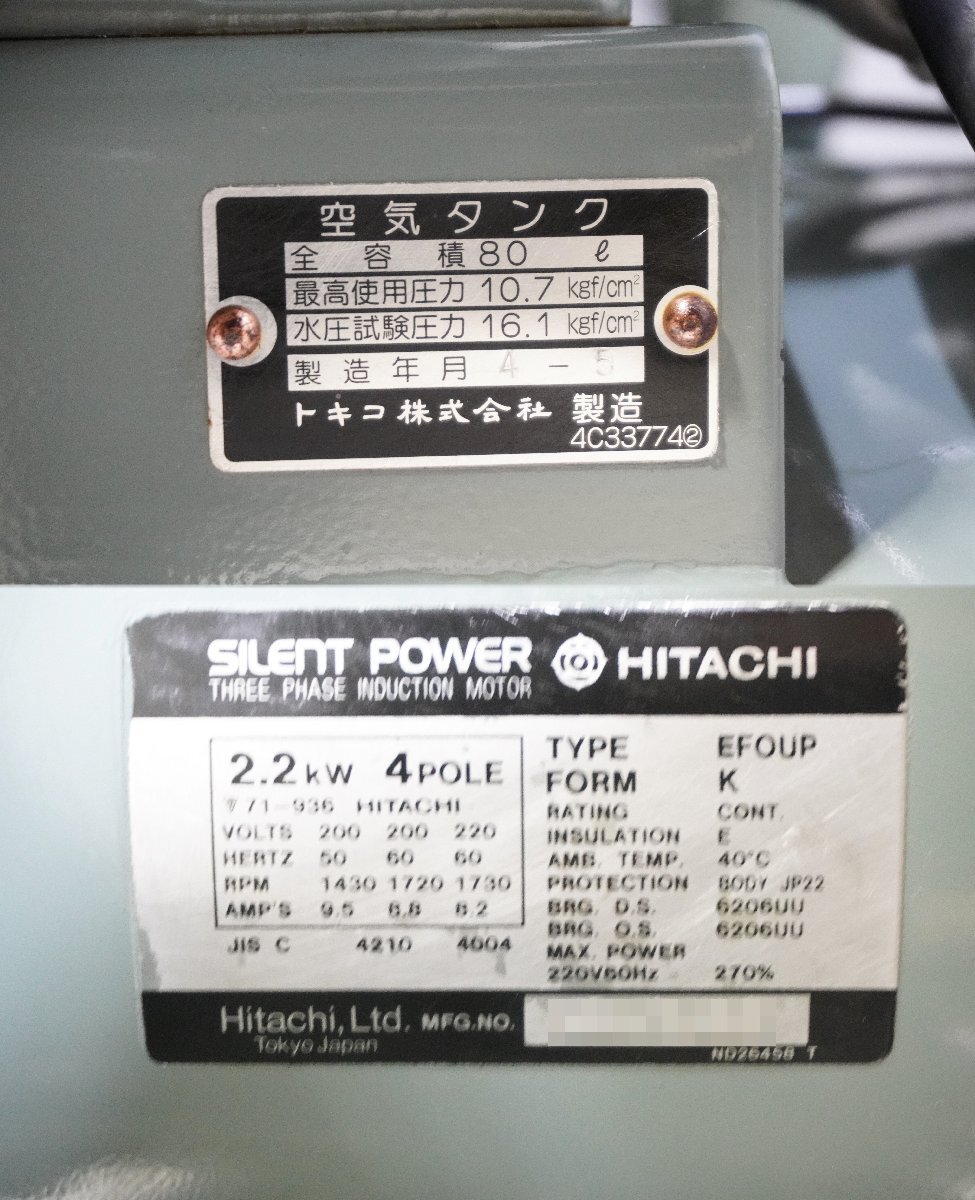 空気タンク
全容積 80 ℓ
最高使用圧力 10.7 kgf/cm²
水圧試験圧力 16.1 kgf/cm²
製造年月 4-5
トキコ株式会社 製造
4C33774②
SILENT POWER HITACHI
THREE PHASE INDUCTION MOTOR
2.2 kW 4 POLE
71-936 HITACHI
VOLTS 200 200 220
HERTZ 50 60 60
RPM 1430 1720 1730
AMP'S 9.5 8.8 8.2
JIS C 4210 4004
TYPE EFOUP
FORM K
RATING CONT.
INSULATION E
AMB. TEMP. 40°C
PROTECTION BODY JP22
BRG. D.S. 6206UU
BRG. O.S. 6206UU
MAX. POWER
220V60Hz 270%
Hitachi, Ltd. MFG.NO.
Tokyo Japan
ND26458 T